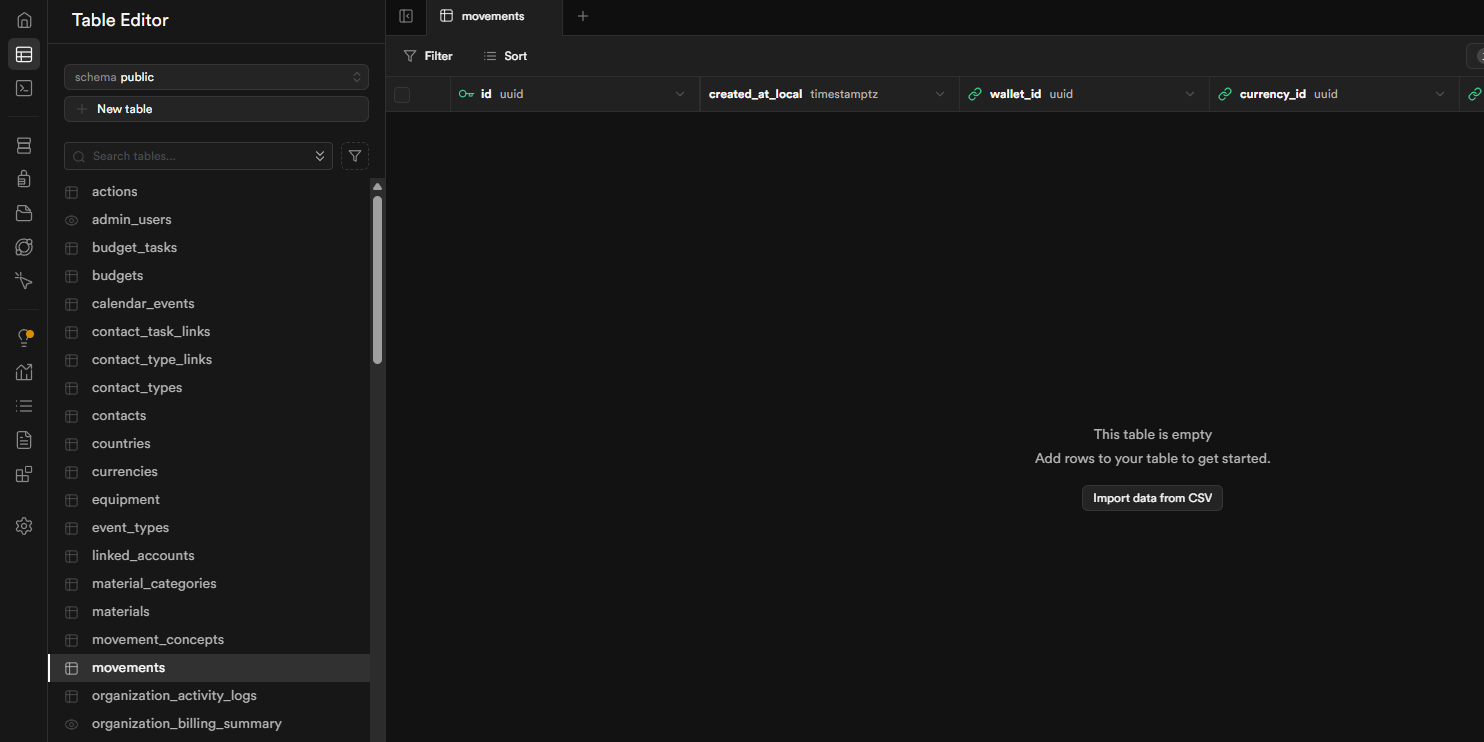 Table Editor
movements
schema public
New table
Search tables...
actions
admin_users
budget_tasks
budgets
calendar_events
contact_task_links
contact_type_links
contact_types
contacts
countries
currencies
equipment
event_types
linked_accounts
material_categories
materials
movement_concepts
movements
organization_activity_logs
organization_billing_summary
Filter
Sort
id uuid
created_at_local timestamptz
wallet_id uuid
currency_id uuid
This table is empty
Add rows to your table to get started.
Import data from CSV